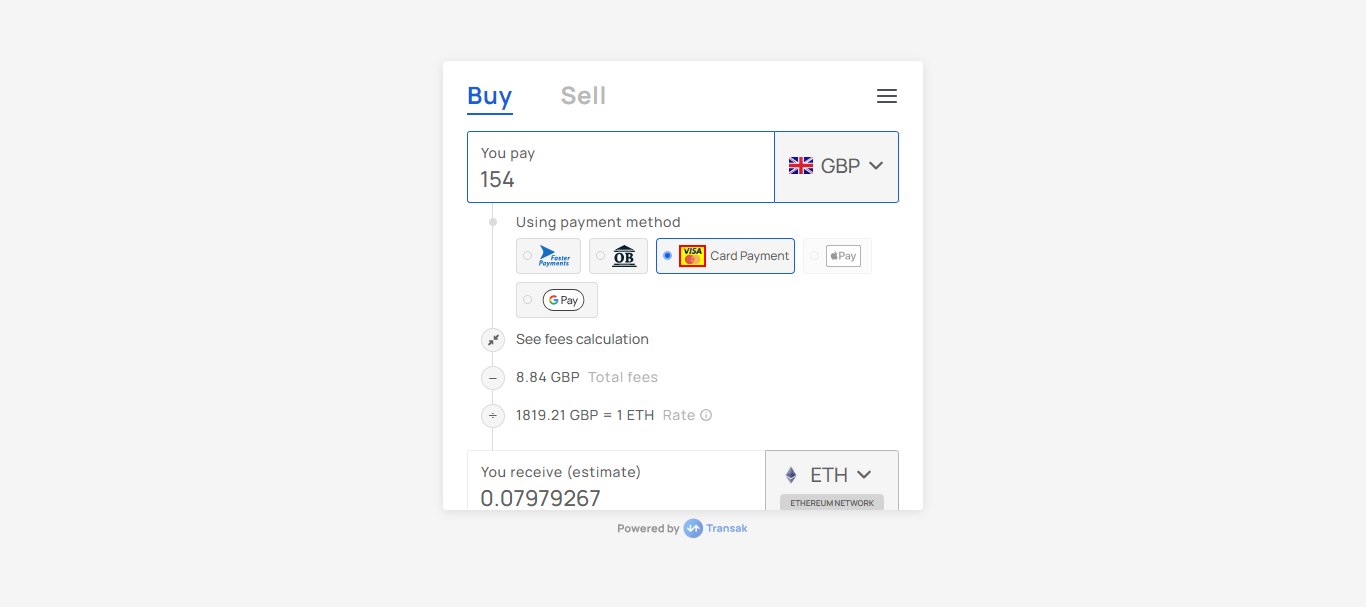 Buy Sell
You pay
154
GBP
Using payment method
Faster Payments OB VISA Card Payment Pay
G Pay
See fees calculation
8.84 GBP Total fees
1819.21 GBP = 1 ETH Rate
You receive (estimate)
0.07979267
ETH
ETHEREUM NETWORK
Powered by Transak